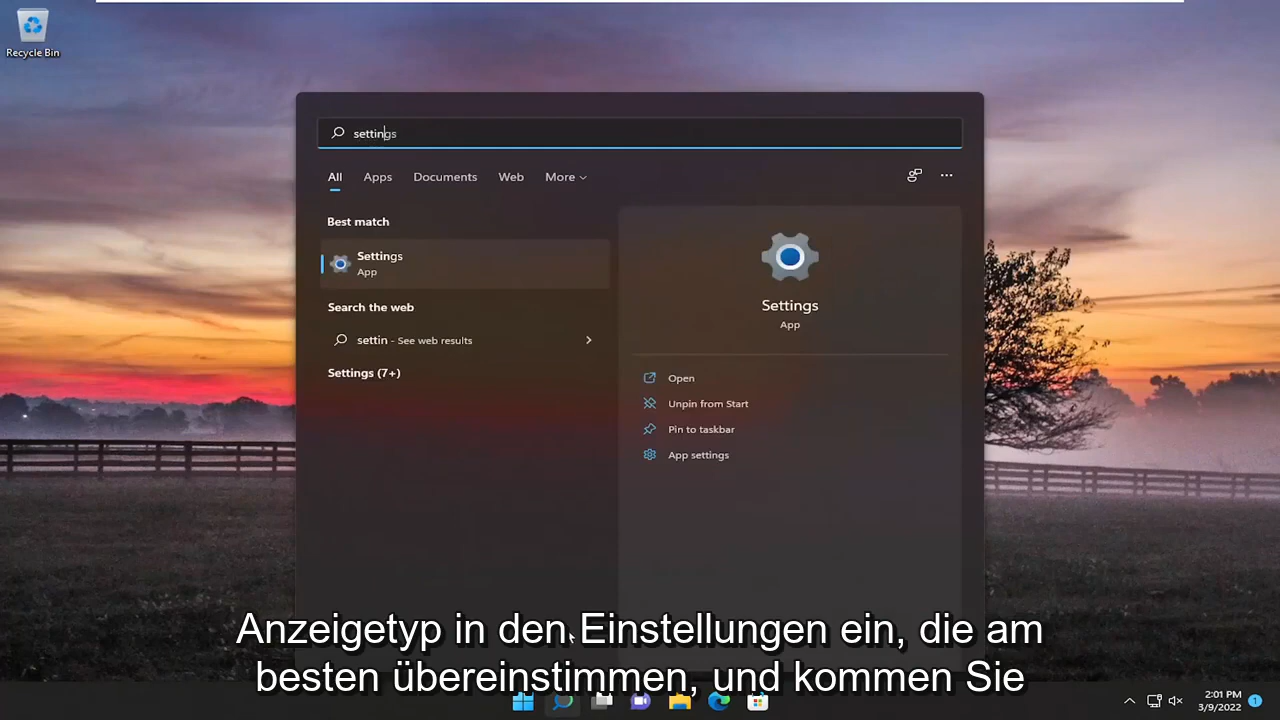 Recycle Bin
settings
All Apps Documents Web More
Best match
Settings
App
Search the web
settin - See web results
Settings (7+)
Settings
App
Open
Unpin from Start
Pin to taskbar
App settings
Anzeigetyp in den Einstellungen ein, die am
besten übereinstimmen, und kommen Sie
2:01 PM
3/9/2022
1